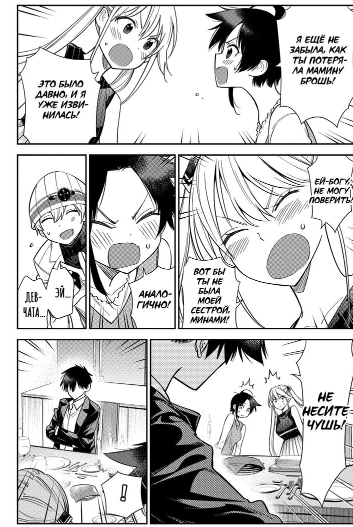 Я ЕЩЁ НЕ
ЗАБЫЛА, КАК
ТЫ ПОТЕРЯ-
ЛА МАМИНУ
БРОШЬ!
ЭТО БЫЛО
ДАВНО, И Я
УЖЕ ИЗВИ-
НИЛАСЬ!
ЕЙ-БОГУ,
НЕ МОГУ
ПОВЕРИТЬ!
ВОТ БЫ
ТЫ НЕ
БЫЛА
МОЕЙ
СЕСТРОЙ,
МИНАМИ!
АНАЛО-
ГИЧНО!
ЭЙ...
ДЕВ-
ЧАТА...
НЕ
НЕСИТЕ
ЧУШЬ!
!